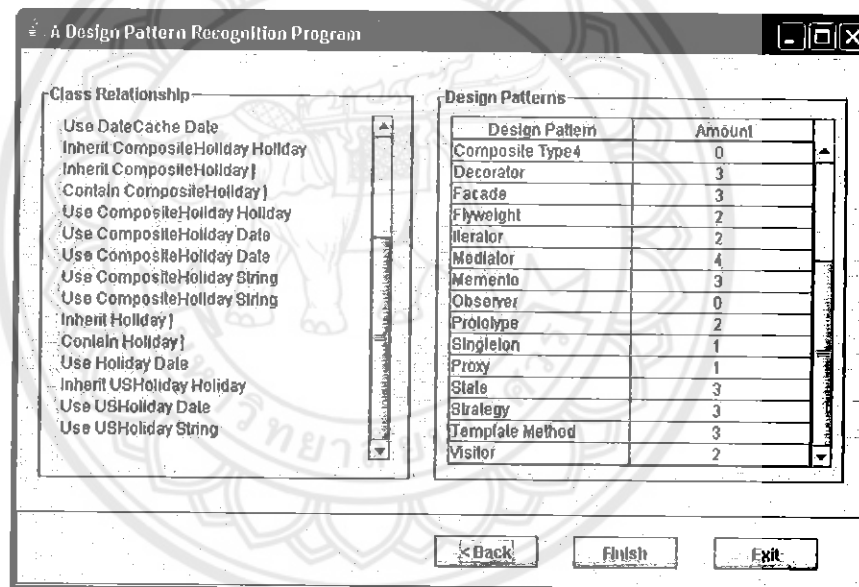 A Design Pattern Recognition Program
Class Relationship
Use DateCache Date
Inherit CompositeHoliday Holiday
Inherit CompositeHoliday}
Contain CompositeHoliday}
Use CompositeHoliday Holiday
Use CompositeHoliday Date
Use CompositeHoliday Date
Use CompositeHoliday String
Use CompositeHoliday String
Inherit Holiday}
Contain Holiday}
Use Holiday Date
Inherit USHoliday Holiday
Use USHoliday Date
Use USHoliday String
Design Patterns
Design Pattern Amount
Composite Type4 0
Decorator 3
Facade 3
Flyweight 2
Iterator 2
Mediator 4
Memento 3
Observer 0
Prototype 2
Singleton 1
Proxy 1
State 3
Strategy 3
Template Method 3
Visitor 2
< Back
Finish
Exit